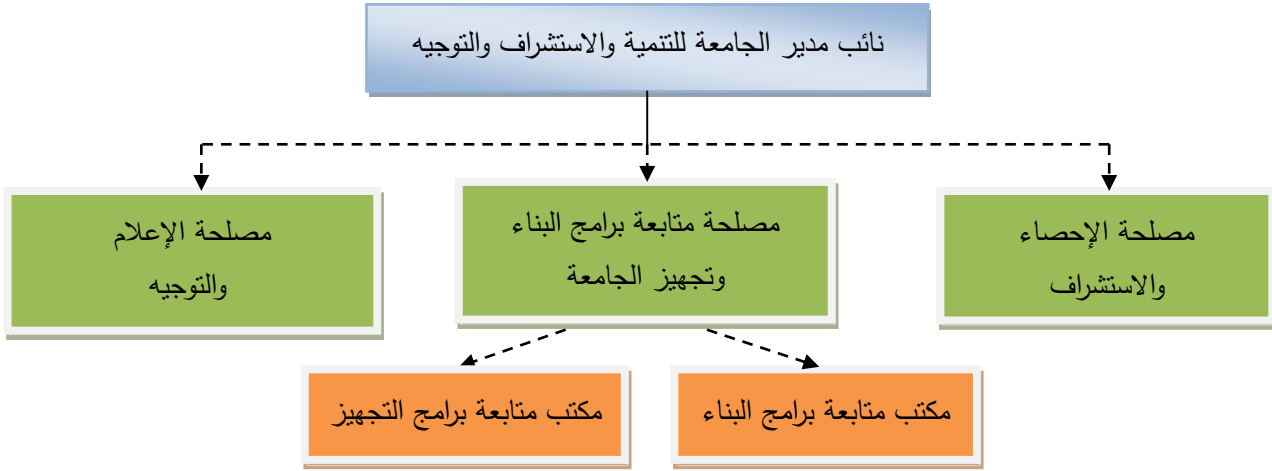 نائب مدير الجامعة للتنمية والاستشراف والتوجيه
مصلحة الإحصاء
والاستشراف
مصلحة متابعة برامج البناء
وتجهيز الجامعة
مصلحة الإعلام
والتوجيه
مكتب متابعة برامج البناء
مكتب متابعة برامج التجهيز